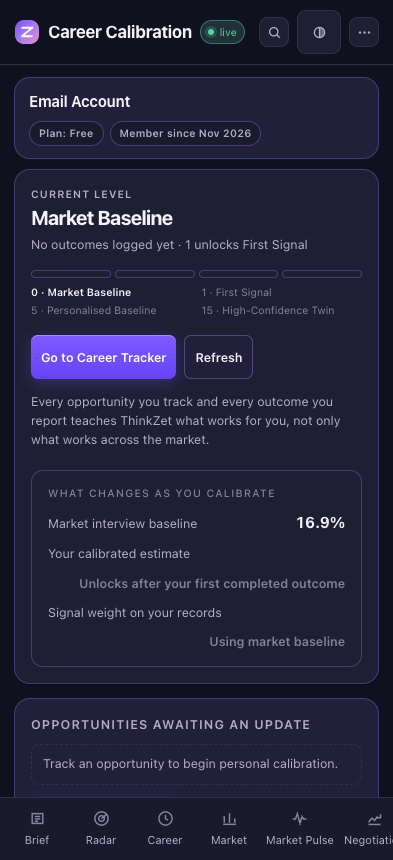 Career Calibration
live
Email Account
Plan: Free
Member since Nov 2026
CURRENT LEVEL
Market Baseline
No outcomes logged yet · 1 unlocks First Signal
0 · Market Baseline
1 · First Signal
5 · Personalised Baseline
15 · High-Confidence Twin
Go to Career Tracker
Refresh
Every opportunity you track and every outcome you
report teaches ThinkZet what works for you, not only
what works across the market.
WHAT CHANGES AS YOU CALIBRATE
Market interview baseline
16.9%
Your calibrated estimate
Unlocks after your first completed outcome
Signal weight on your records
Using market baseline
OPPORTUNITIES AWAITING AN UPDATE
Track an opportunity to begin personal calibration.
Brief
Radar
Career
Market
Market Pulse
Negotiati